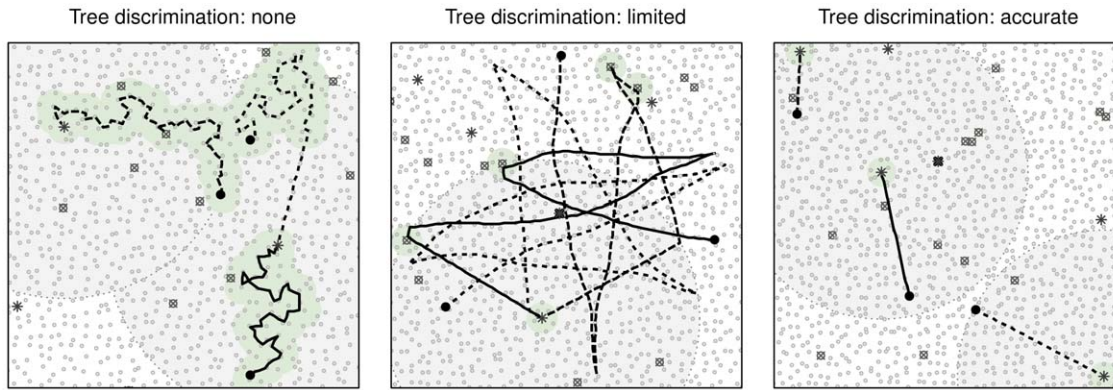 Tree discrimination: none
Tree discrimination: limited
Tree discrimination: accurate